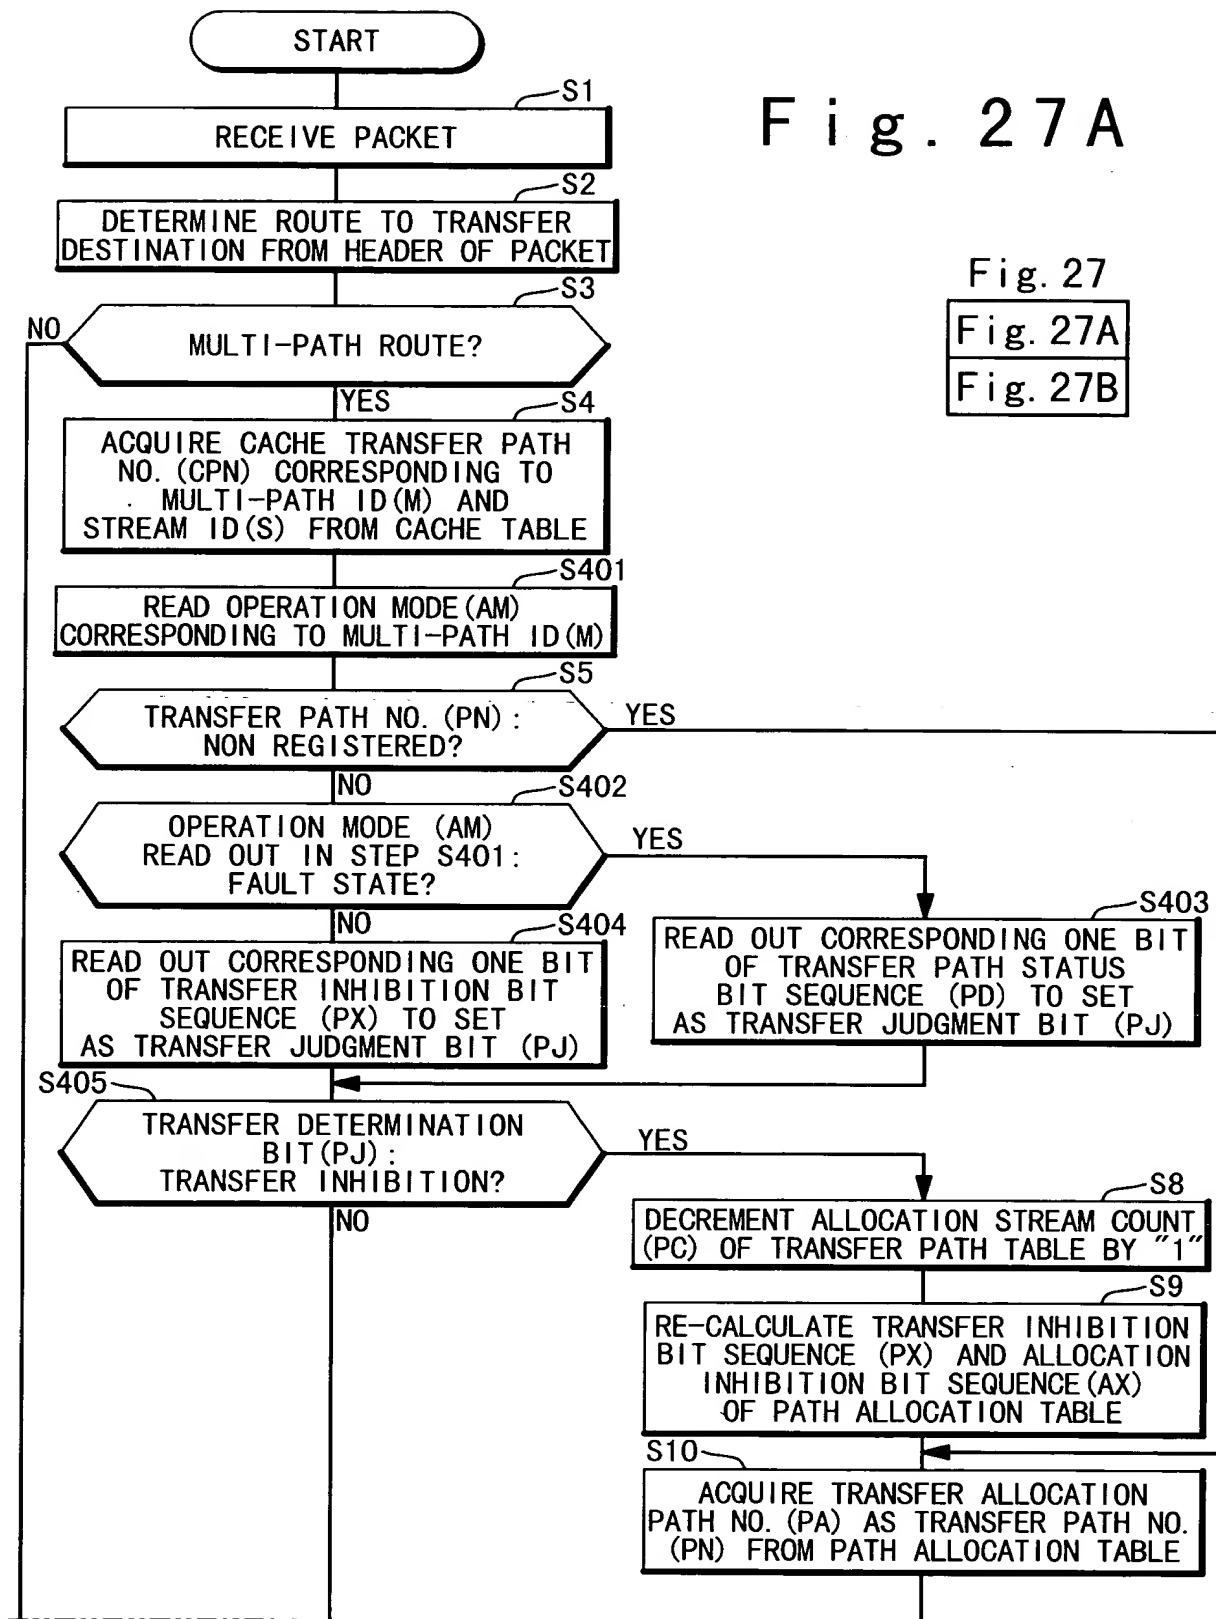 START
Fig. 27A
S1
RECEIVE PACKET
S2
DETERMINE ROUTE TO TRANSFER
DESTINATION FROM HEADER OF PACKET
Fig. 27
Fig. 27A
Fig. 27B
S3
NO
MULTI-PATH ROUTE?
YES
S4
ACQUIRE CACHE TRANSFER PATH
NO. (CPN) CORRESPONDING TO
MULTI-PATH ID(M) AND
STREAM ID(S) FROM CACHE TABLE
S401
READ OPERATION MODE(AM)
CORRESPONDING TO MULTI-PATH ID(M)
S5
TRANSFER PATH NO. (PN):
NON REGISTERED?
YES
NO
S402
OPERATION MODE (AM)
READ OUT IN STEP S401:
FAULT STATE?
YES
NO
S403
READ OUT CORRESPONDING ONE BIT
OF TRANSFER PATH STATUS
BIT SEQUENCE (PD) TO SET
AS TRANSFER JUDGMENT BIT (PJ)
S404
READ OUT CORRESPONDING ONE BIT
OF TRANSFER INHIBITION BIT
SEQUENCE (PX) TO SET
AS TRANSFER JUDGMENT BIT (PJ)
S405
TRANSFER DETERMINATION
BIT(PJ):
TRANSFER INHIBITION?
YES
NO
S8
DECREMENT ALLOCATION STREAM COUNT
(PC) OF TRANSFER PATH TABLE BY "1"
S9
RE-CALCULATE TRANSFER INHIBITION
BIT SEQUENCE (PX) AND ALLOCATION
INHIBITION BIT SEQUENCE(AX)
OF PATH ALLOCATION TABLE
S10
ACQUIRE TRANSFER ALLOCATION
PATH NO. (PA) AS TRANSFER PATH NO.
(PN) FROM PATH ALLOCATION TABLE